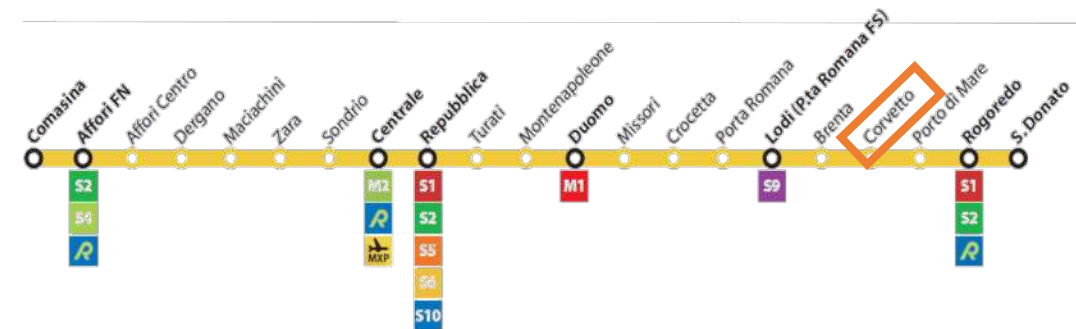 Comasina
Affori FN
Affori Centro
Dergano
Maciachini
Zara
Sondrio
Centrale
Repubblica
Turati
Montenapoleone
Duomo
Missori
Crocetta
Porta Romana
Lodi (P.ta Romana FS)
Brenta
Corvetto
Porto di Mare
Rogoredo
S. Donato
S2
S4
R
M2
R
MXP
S1
S2
S5
S6
S10
M1
S9
S1
S2
R